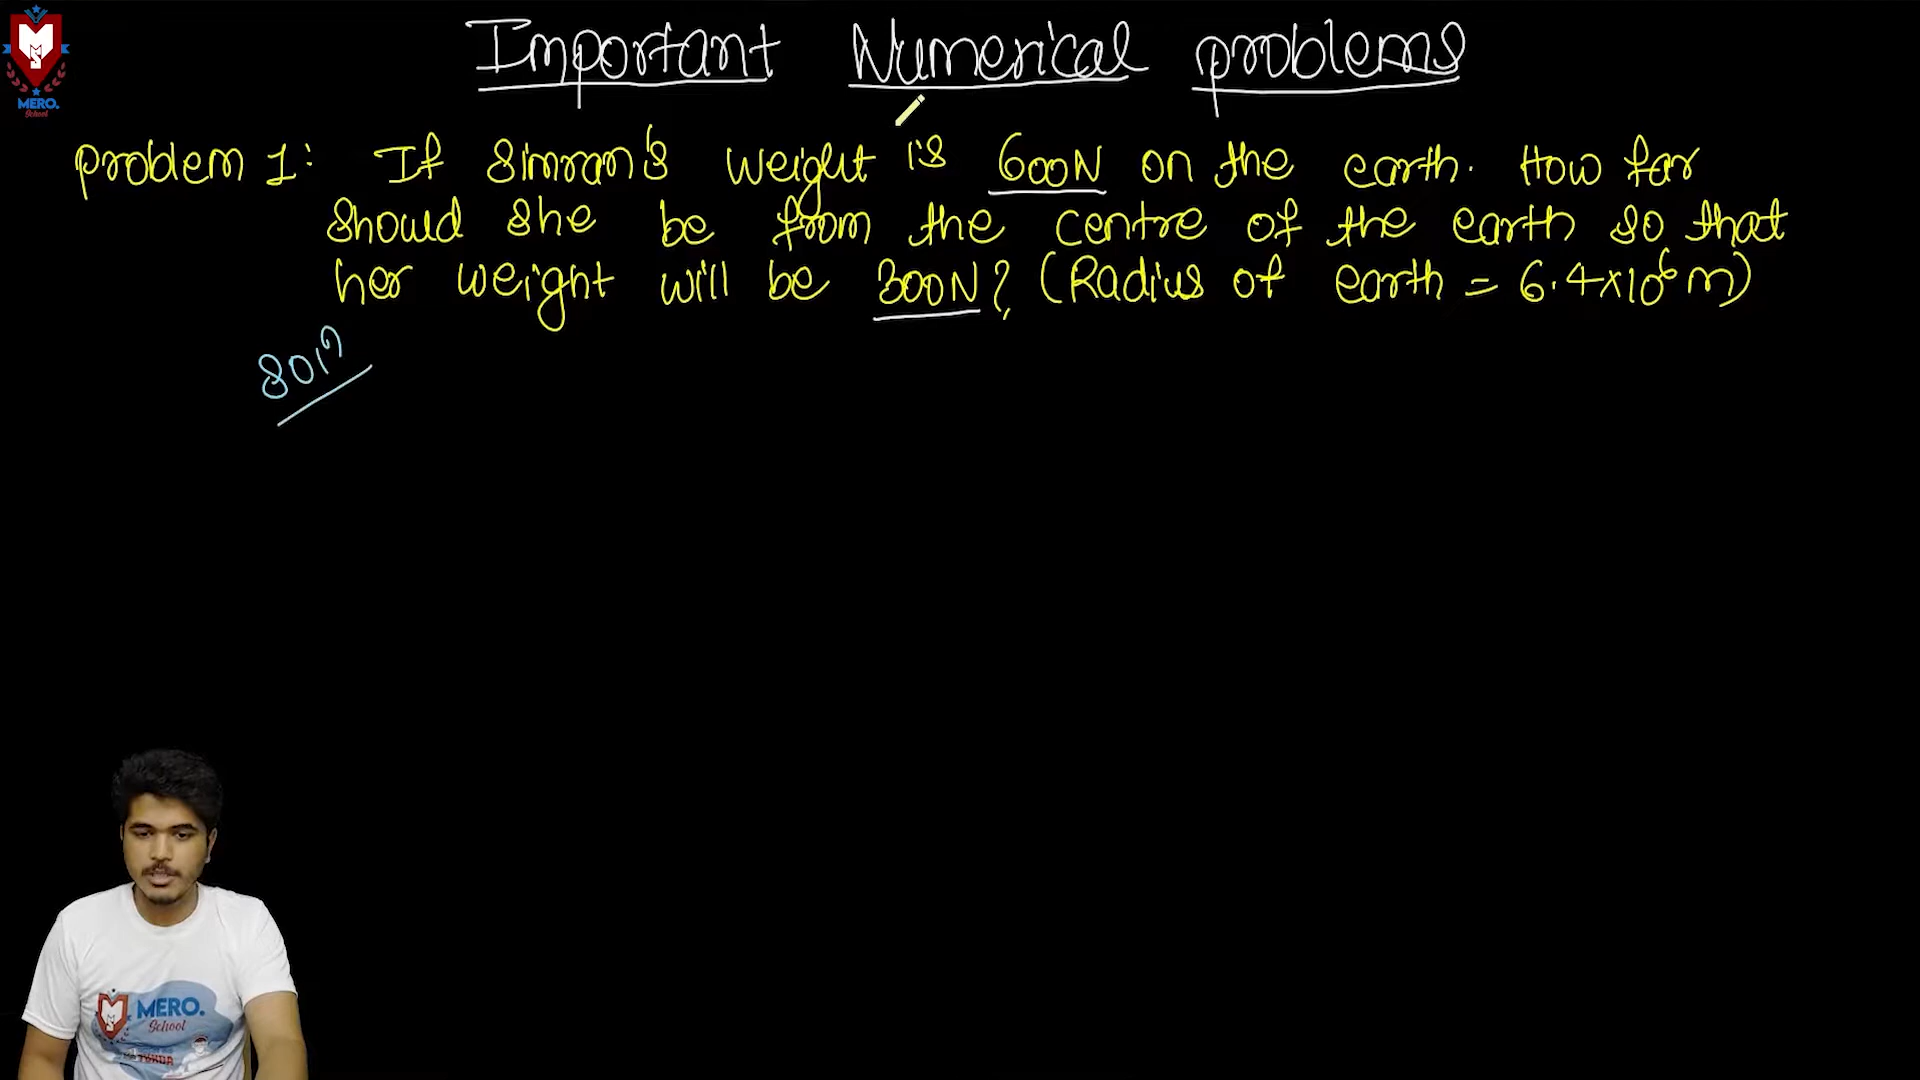 MERO.
School
Important Numerical problems
problem 1: If simran's weight is 600N on the earth. How far
should she be from the centre of the earth so that
her weight will be 300N? (Radius of earth = 6.4×10⁶ m)
Solⁿ
MERO.
School